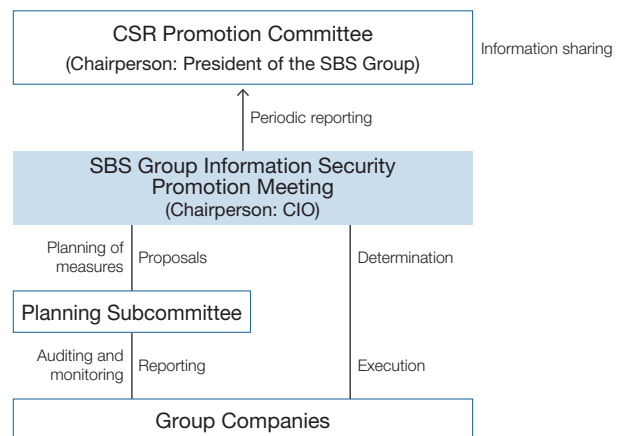 CSR Promotion Committee
(Chairperson: President of the SBS Group)
Information sharing
Periodic reporting
SBS Group Information Security
Promotion Meeting
(Chairperson: CIO)
Planning of
measures
Proposals
Determination
Planning Subcommittee
Auditing and
monitoring
Reporting
Execution
Group Companies